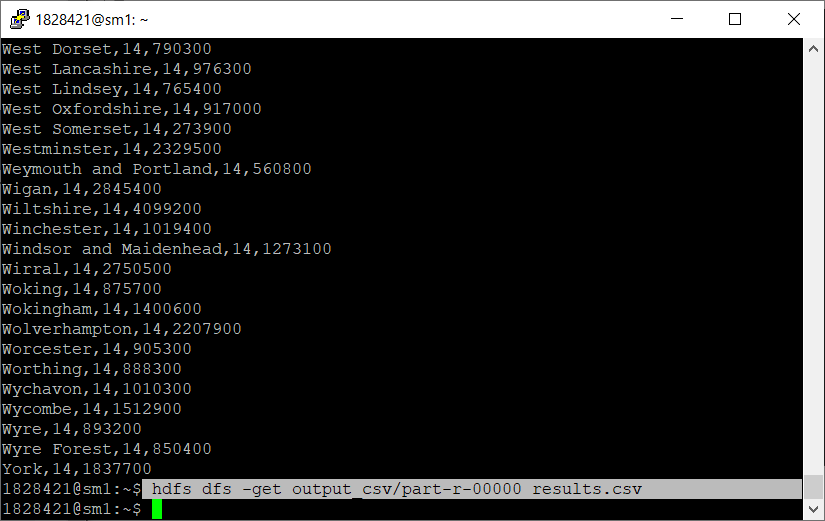 1828421@sm1: ~
West Dorset,14,790300
West Lancashire,14,976300
West Lindsey,14,765400
West Oxfordshire,14,917000
West Somerset,14,273900
Westminster,14,2329500
Weymouth and Portland,14,560800
Wigan,14,2845400
Wiltshire,14,4099200
Winchester,14,1019400
Windsor and Maidenhead,14,1273100
Wirral,14,2750500
Woking,14,875700
Wokingham,14,1400600
Wolverhampton,14,2207900
Worcester,14,905300
Worthing,14,888300
Wychavon,14,1010300
Wycombe,14,1512900
Wyre,14,893200
Wyre Forest,14,850400
York,14,1837700
1828421@sm1:~$ hdfs dfs -get output_csv/part-r-00000 results.csv
1828421@sm1:~$